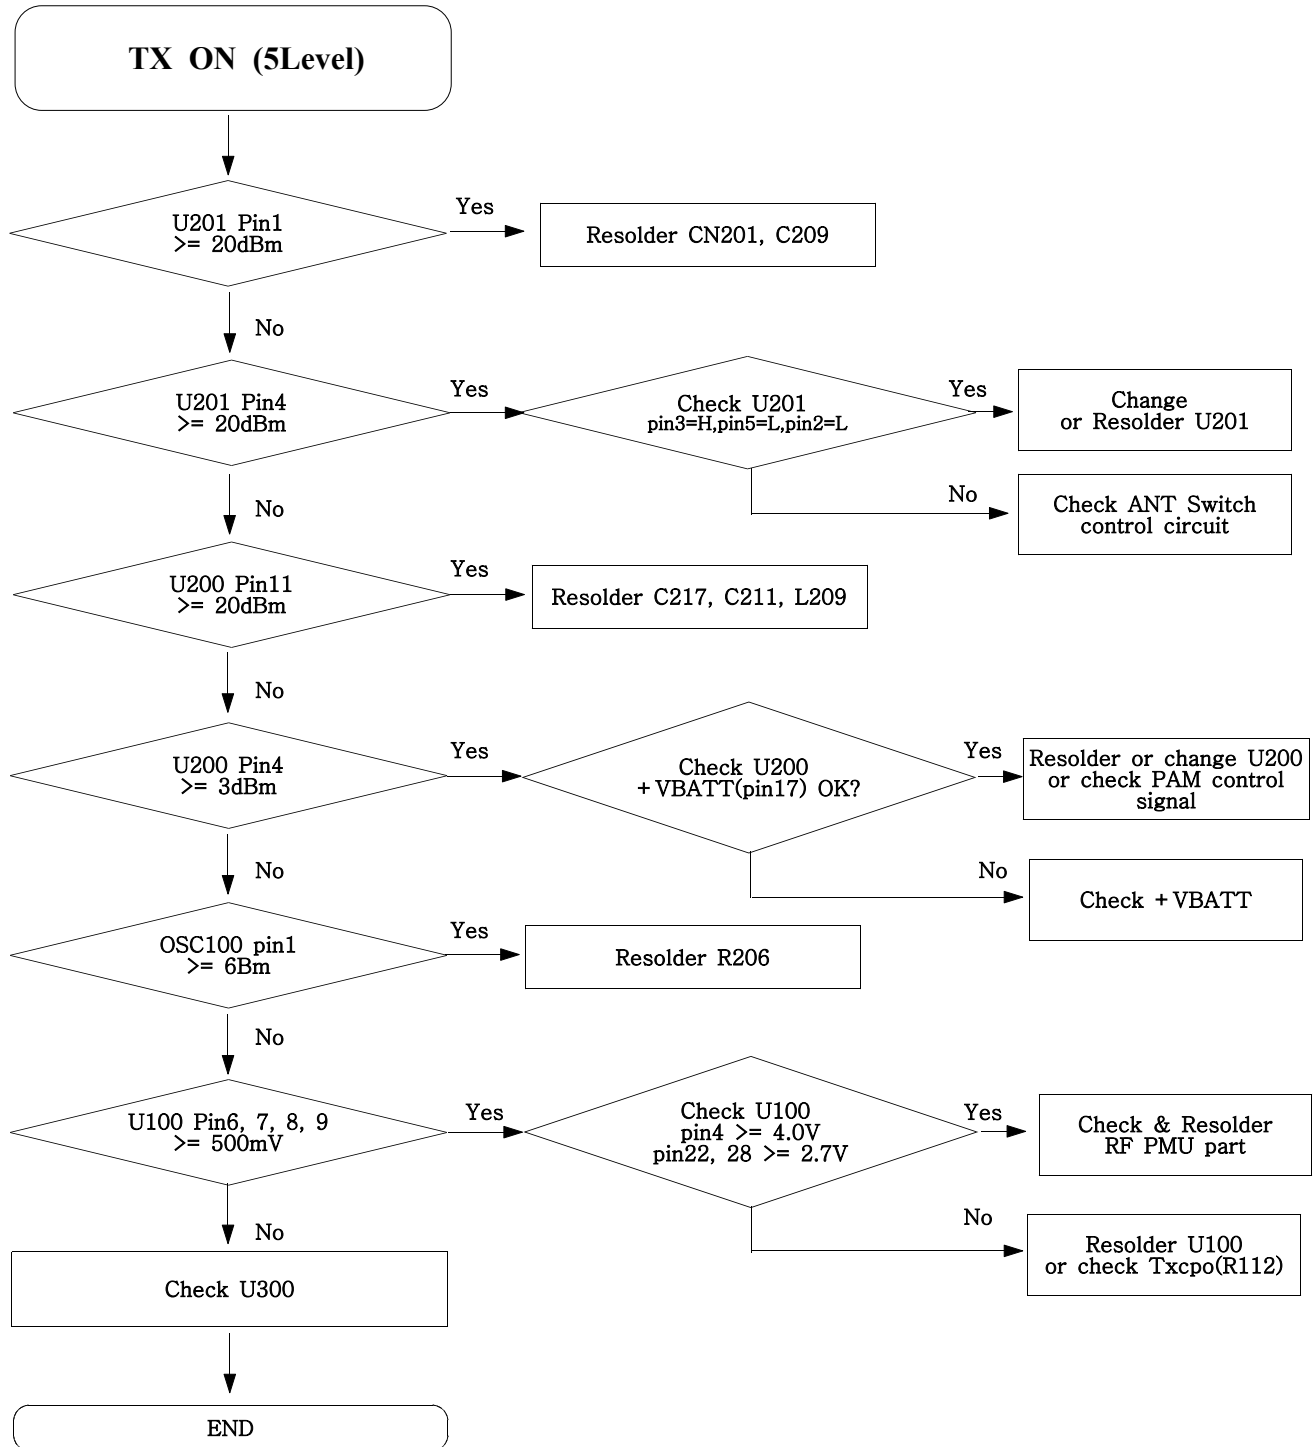 TX ON (5Level)
U201 Pin1
>= 20dBm
Yes
Resolder CN201, C209
No
U201 Pin4
>= 20dBm
Yes
Check U201
pin3=H,pin5=L,pin2=L
Yes
Change
or Resolder U201
No
Check ANT Switch
control circuit
No
U200 Pin11
>= 20dBm
Yes
Resolder C217, C211, L209
No
U200 Pin4
>= 3dBm
Yes
Check U200
+VBATT(pin17) OK?
Yes
Resolder or change U200
or check PAM control
signal
No
Check +VBATT
No
OSC100 pin1
>= 6Bm
Yes
Resolder R206
No
U100 Pin6, 7, 8, 9
>= 500mV
Yes
Check U100
pin4 >= 4.0V
pin22, 28 >= 2.7V
Yes
Check & Resolder
RF PMU part
No
Resolder U100
or check Txcpo(R112)
No
Check U300
END